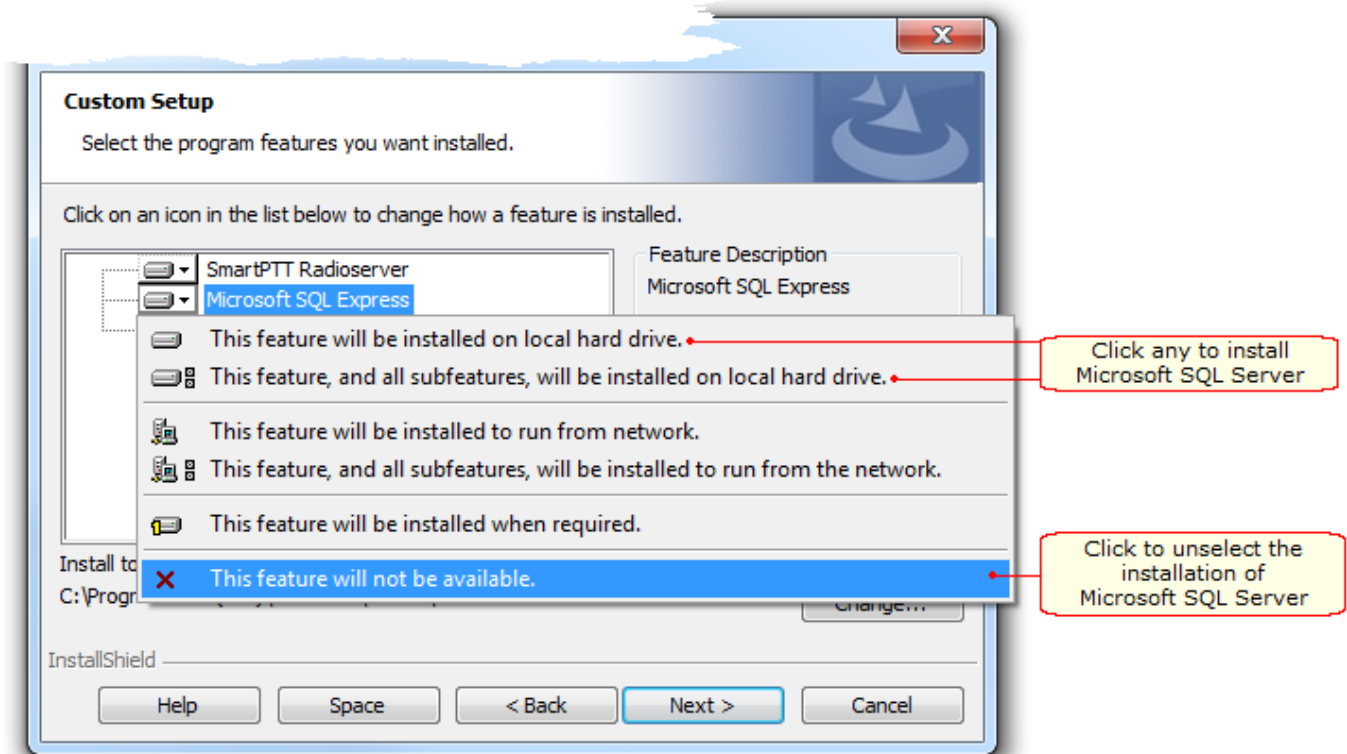 Custom Setup
Select the program features you want installed.
Click on an icon in the list below to change how a feature is installed.
SmartPTT Radioserver
Microsoft SQL Express
Feature Description
Microsoft SQL Express
This feature will be installed on local hard drive.
This feature, and all subfeatures, will be installed on local hard drive.
This feature will be installed to run from network.
This feature, and all subfeatures, will be installed to run from the network.
This feature will be installed when required.
This feature will not be available.
Click any to install
Microsoft SQL Server
Click to unselect the
installation of
Microsoft SQL Server
Install to
C:\Progr
Change...
InstallShield
Help
Space
< Back
Next >
Cancel